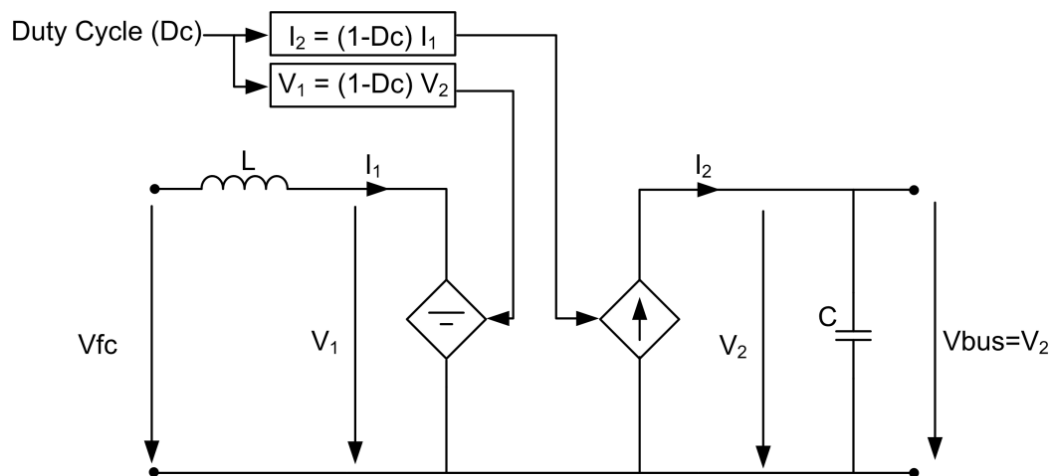 Duty Cycle (Dc)
I₂ = (1-Dc) I₁
V₁ = (1-Dc) V₂
L
I₁
I₂
Vfc
V₁
V₂
C
Vbus=V₂